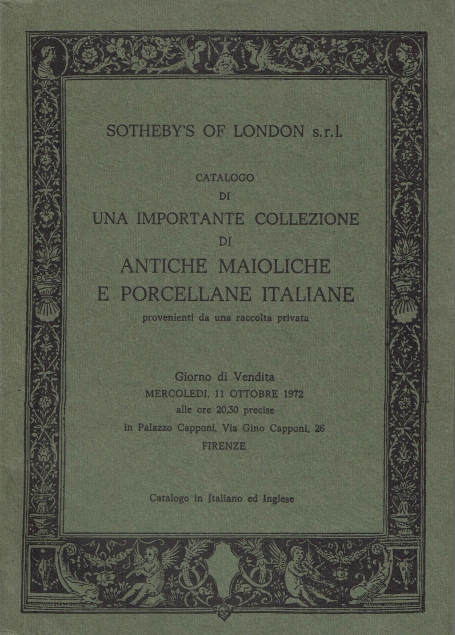 SOTHEBY'S OF LONDON s.r.l.
CATALOGO
DI
UNA IMPORTANTE COLLEZIONE
DI
ANTICHE MAIOLICHE
E PORCELLANE ITALIANE
provenienti da una raccolta privata
Giorno di Vendita
MERCOLEDI, 11 OTTOBRE 1972
alle ore 20,30 precise
in Palazzo Capponi, Via Gino Capponi, 26
FIRENZE
Catalogo in Italiano ed Inglese